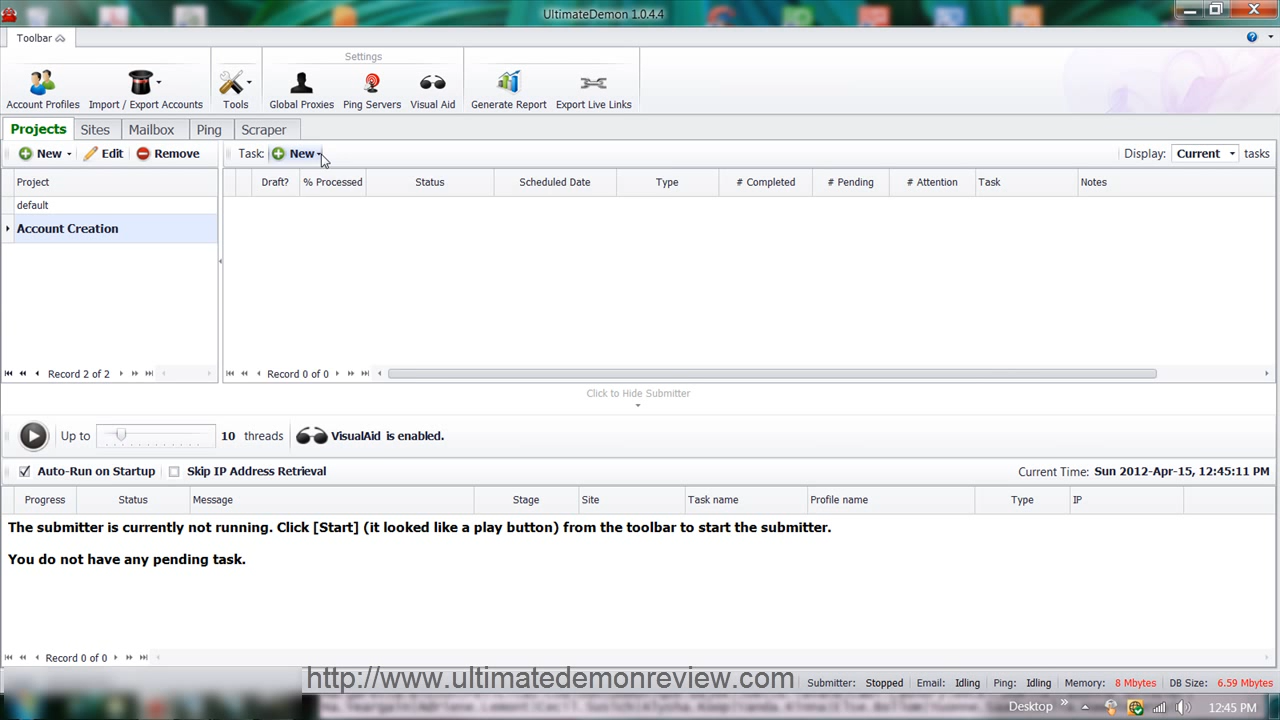 UltimateDemon 1.0.4.4
Toolbar
Settings
Account Profiles Import / Export Accounts Tools Global Proxies Ping Servers Visual Aid Generate Report Export Live Links
Projects Sites Mailbox Ping Scraper
New Edit Remove Task: New Display: Current tasks
Project Draft? % Processed Status Scheduled Date Type # Completed # Pending # Attention Task Notes
default
Account Creation
Record 2 of 2 Record 0 of 0
Click to Hide Submitter
Up to 10 threads VisualAid is enabled.
Auto-Run on Startup Skip IP Address Retrieval Current Time: Sun 2012-Apr-15, 12:45:11 PM
Progress Status Message Stage Site Task name Profile name Type IP
The submitter is currently not running. Click [Start] (it looked like a play button) from the toolbar to start the submitter.
You do not have any pending task.
Record 0 of 0
http://www.ultimatedemonreview.com Submitter: Stopped Email: Idling Ping: Idling Memory: 8 Mbytes DB Size: 6.59 Mbytes
Desktop 12:45 PM